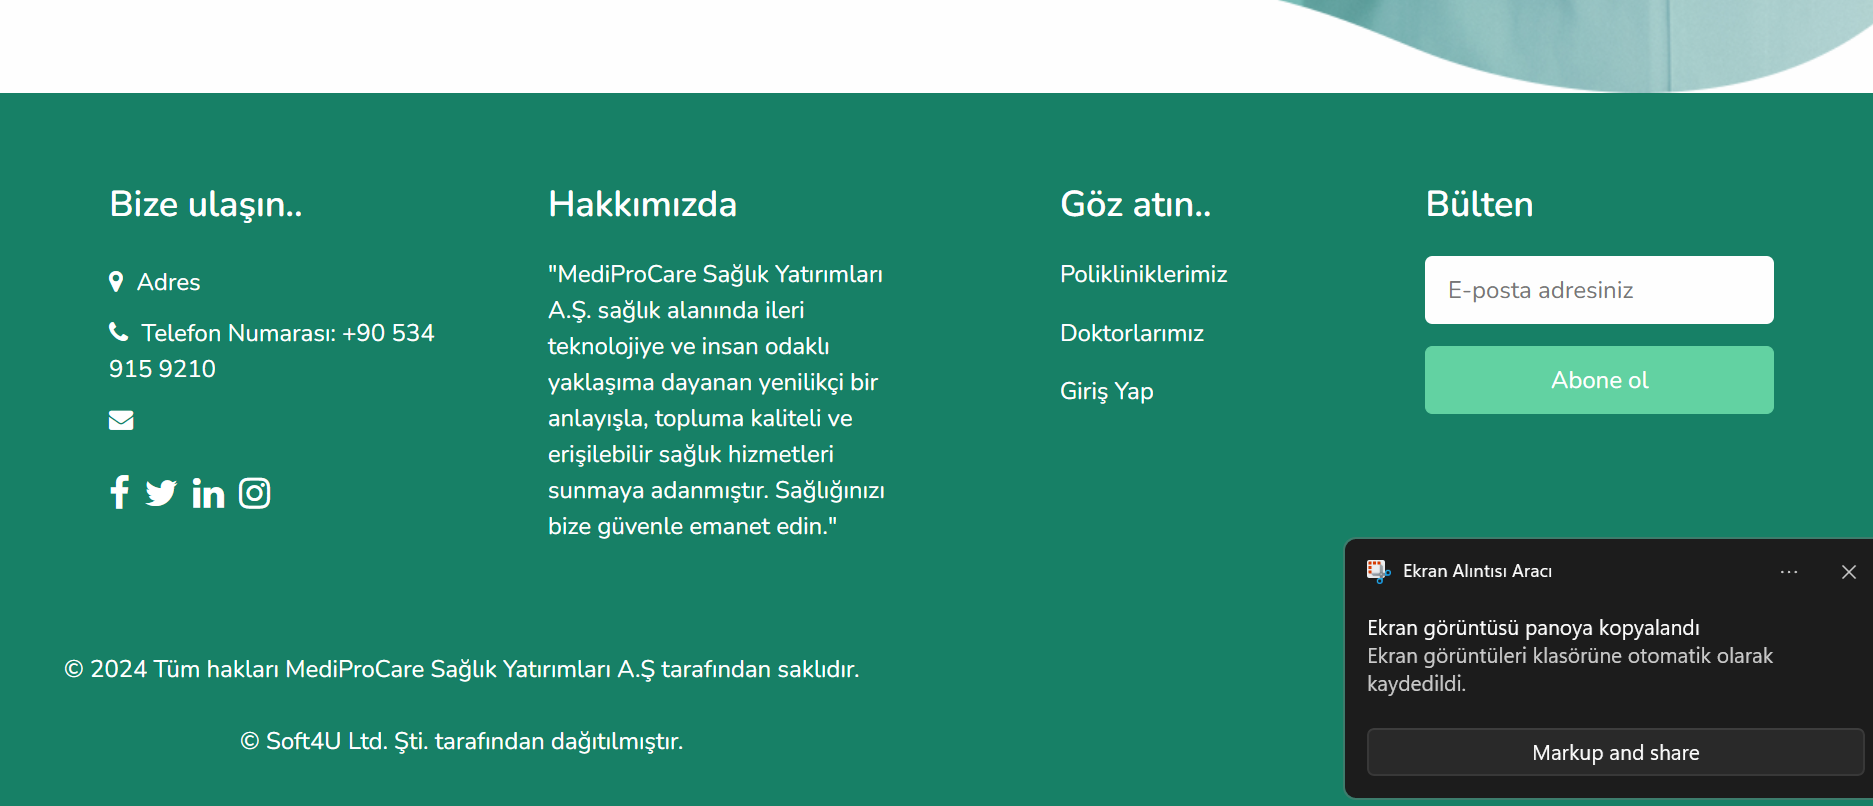 Bize ulaşın..
Adres
Telefon Numarası: +90 534
915 9210
Hakkımızda
"MediProCare Sağlık Yatırımları
A.Ş. sağlık alanında ileri
teknolojiye ve insan odaklı
yaklaşıma dayanan yenilikçi bir
anlayışla, topluma kaliteli ve
erişilebilir sağlık hizmetleri
sunmaya adanmıştır. Sağlığınızı
bize güvenle emanet edin."
Göz atın..
Polikliniklerimiz
Doktorlarımız
Giriş Yap
Bülten
E-posta adresiniz
Abone ol
© 2024 Tüm hakları MediProCare Sağlık Yatırımları A.Ş tarafından saklıdır.
© Soft4U Ltd. Şti. tarafından dağıtılmıştır.
Ekran Alıntısı Aracı
Ekran görüntüsü panoya kopyalandı
Ekran görüntüleri klasörüne otomatik olarak
kaydedildi.
Markup and share